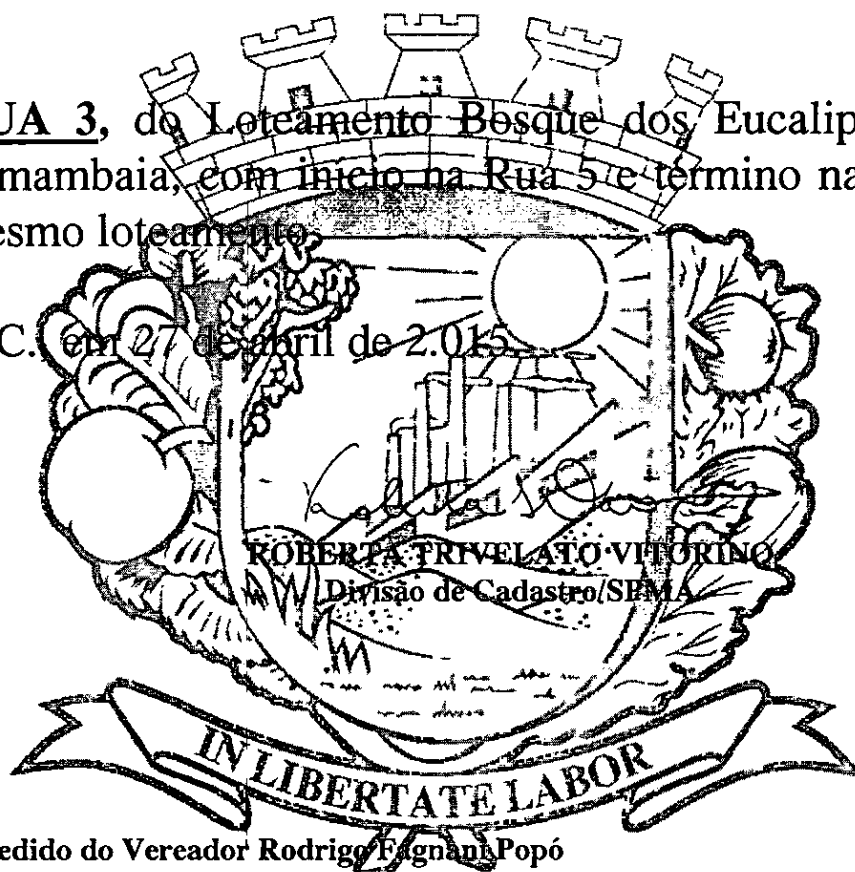 UA 3, do Loteamento Bosque dos Eucalip
mambaia, com início na Rua 5 e término na
esmo loteamento.
C. em 27 de abril de 2.015.
ROBERTA TRIVELATO VITORINO
Divisão de Cadastro/SPMA
IN LIBERTATE LABOR
edido do Vereador Rodrigo Fagnani Popó